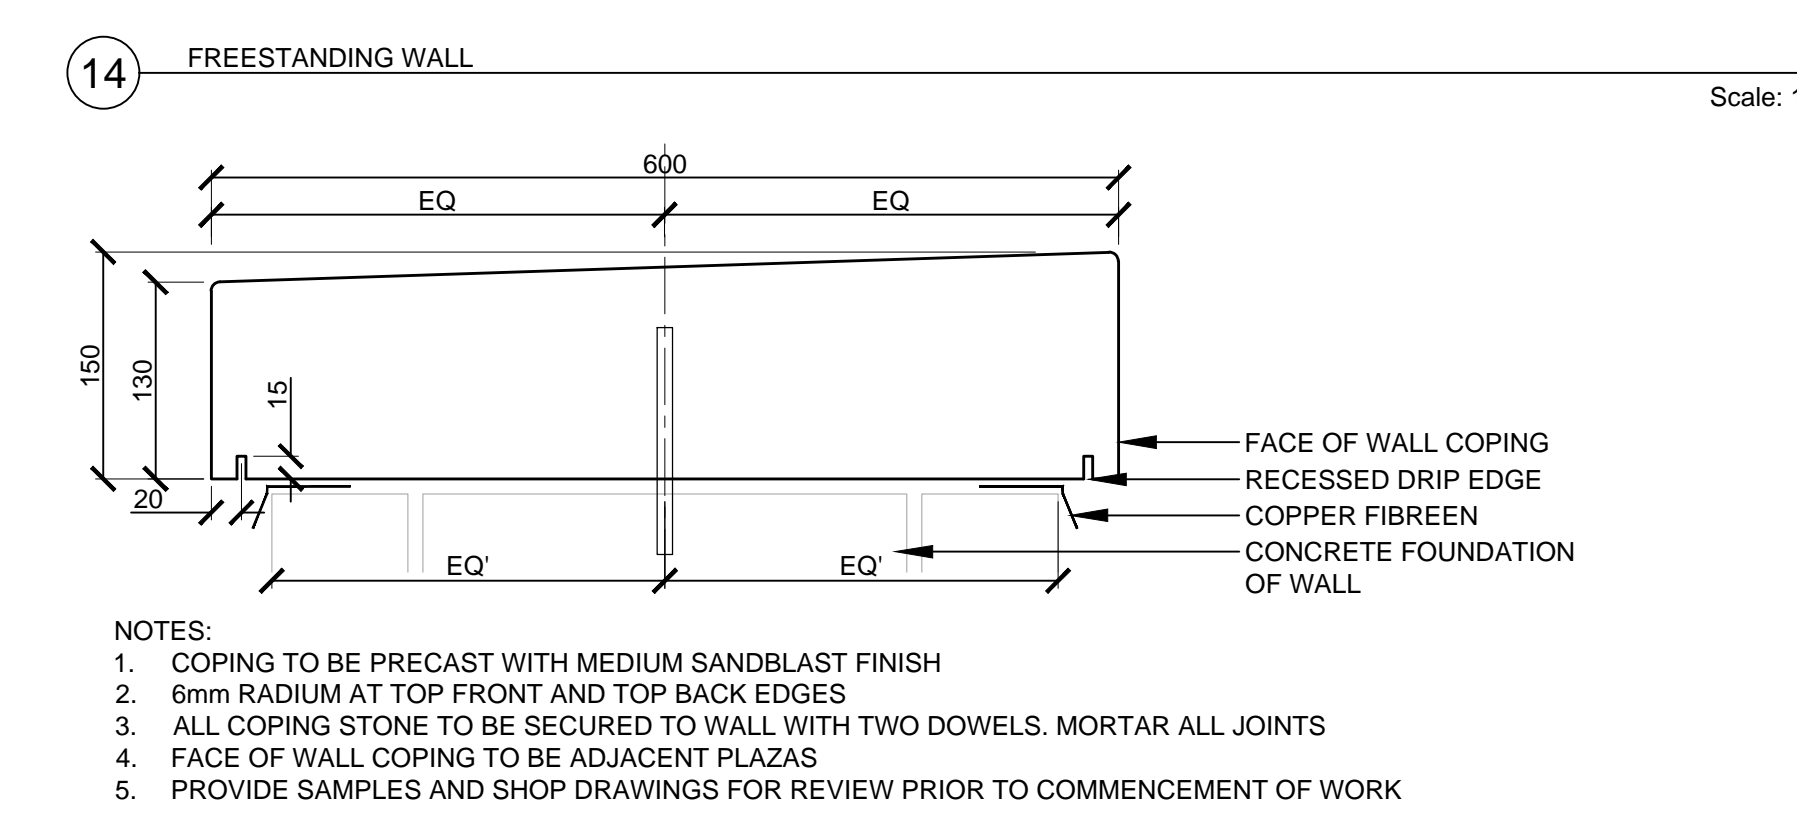 14
FREESTANDING WALL
Scale: 1
600
EQ EQ
150
130
15
20
FACE OF WALL COPING
RECESSED DRIP EDGE
COPPER FIBREEN
CONCRETE FOUNDATION
OF WALL
EQ' EQ'
NOTES:
1. COPING TO BE PRECAST WITH MEDIUM SANDBLAST FINISH
2. 6mm RADIUM AT TOP FRONT AND TOP BACK EDGES
3. ALL COPING STONE TO BE SECURED TO WALL WITH TWO DOWELS. MORTAR ALL JOINTS
4. FACE OF WALL COPING TO BE ADJACENT PLAZAS
5. PROVIDE SAMPLES AND SHOP DRAWINGS FOR REVIEW PRIOR TO COMMENCEMENT OF WORK